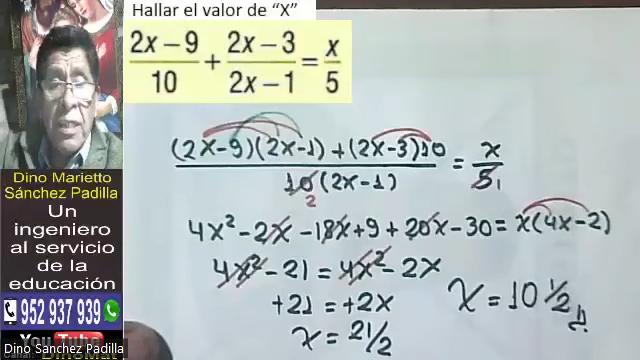 Hallar el valor de "X"
(2x-9)/10 + (2x-3)/(2x-1) = x/5
Dino Marietto
Sánchez Padilla
Un
ingeniero
al servicio
de la
educación
952 937 939
You Tube
Canal:
Dino Sanchez Padilla
((2x-9)(2x-1)+(2x-3)10)/(10(2x-1)) = x/5
2 1
4x²-2x-18x+9+20x-30=x(4x-2)
4x²-21=4x²-2x
+21=+2x
x=21/2
x=10 1/2